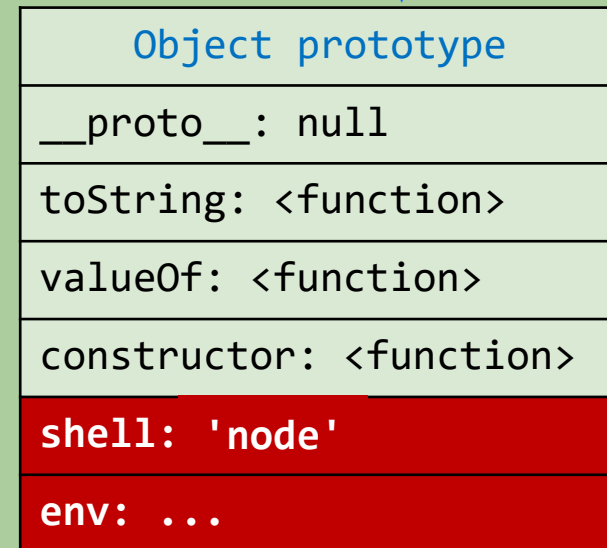 Object prototype
__proto__: null
toString: <function>
valueOf: <function>
constructor: <function>
shell: 'node'
env: ...